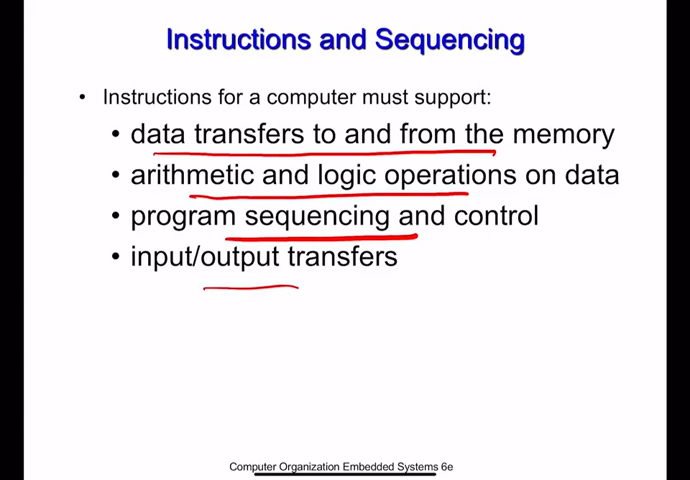 Instructions and Sequencing
• Instructions for a computer must support:
• data transfers to and from the memory
• arithmetic and logic operations on data
• program sequencing and control
• input/output transfers
Computer Organization Embedded Systems 6e